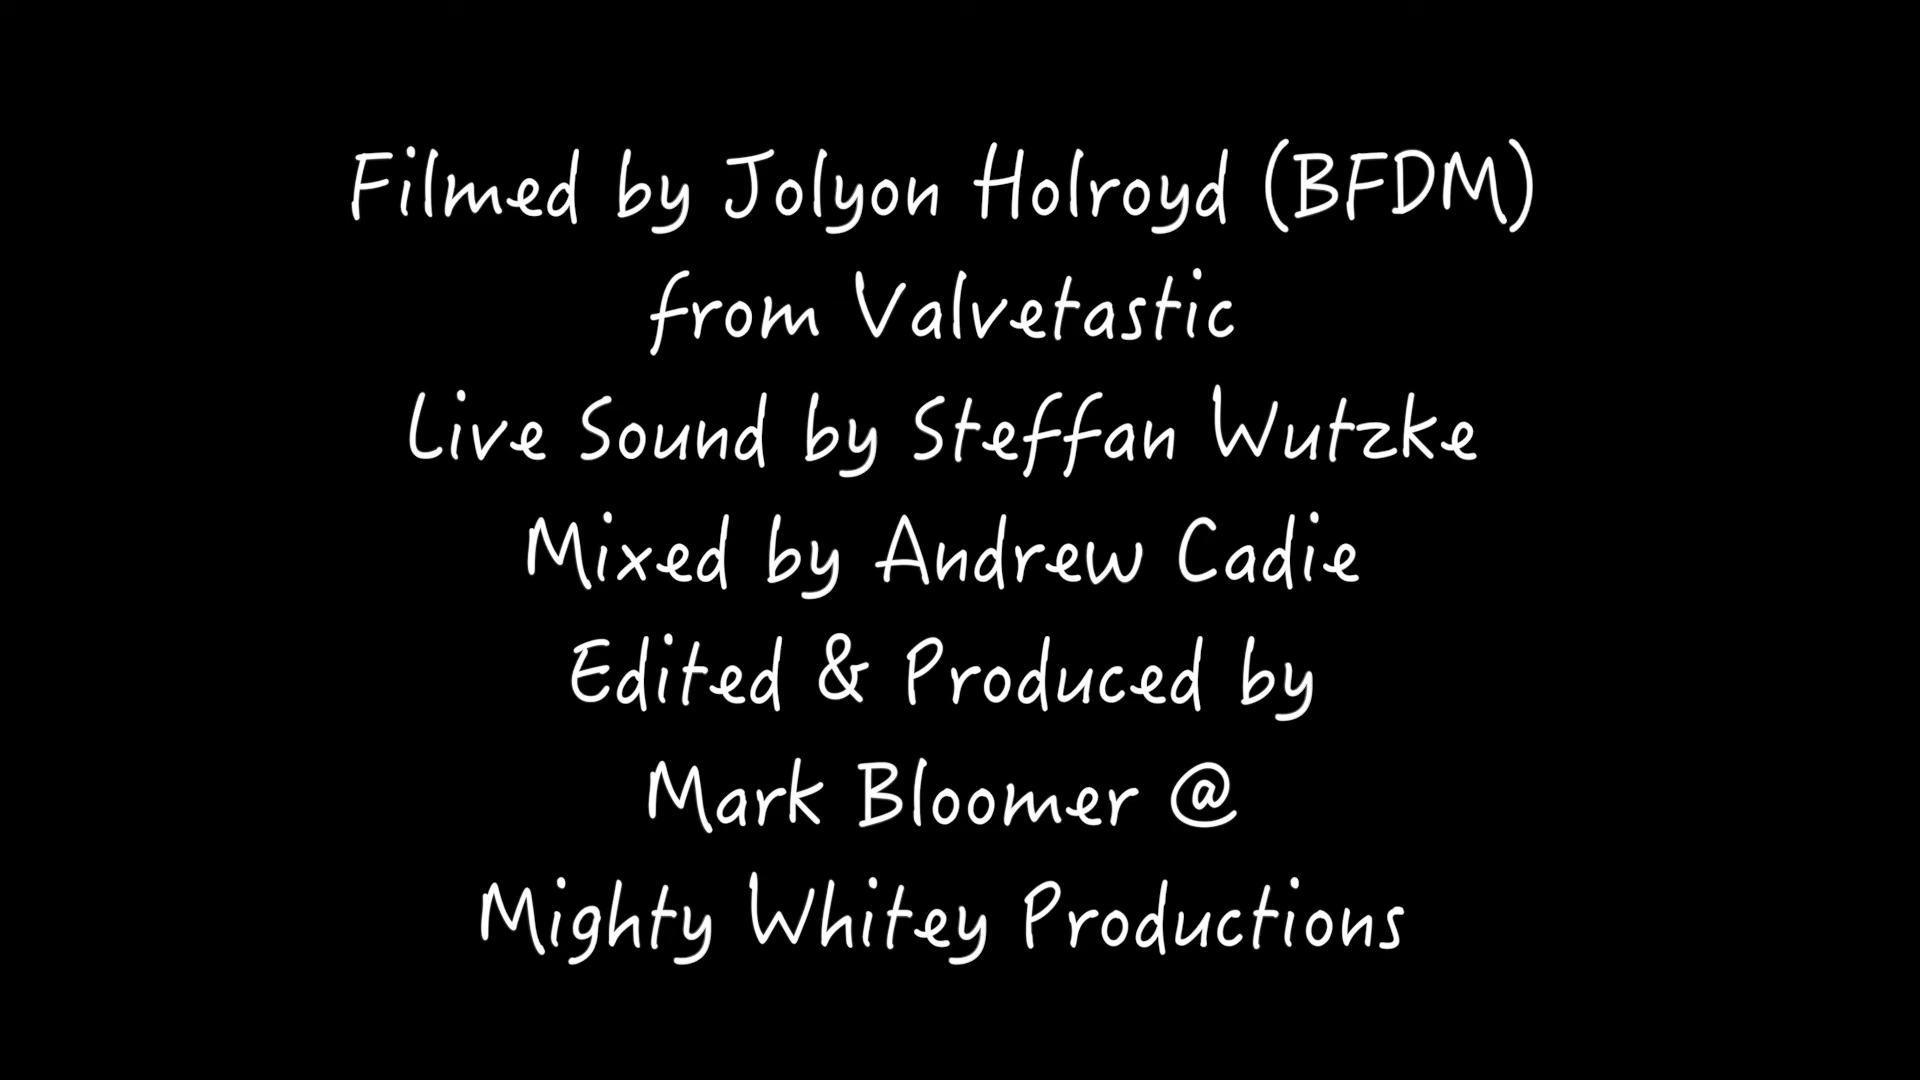 Filmed by Jolyon Holroyd (BFDM)
from Valvetastic
Live Sound by Steffan Wutzke
Mixed by Andrew Cadie
Edited & Produced by
Mark Bloomer @
Mighty Whitey Productions